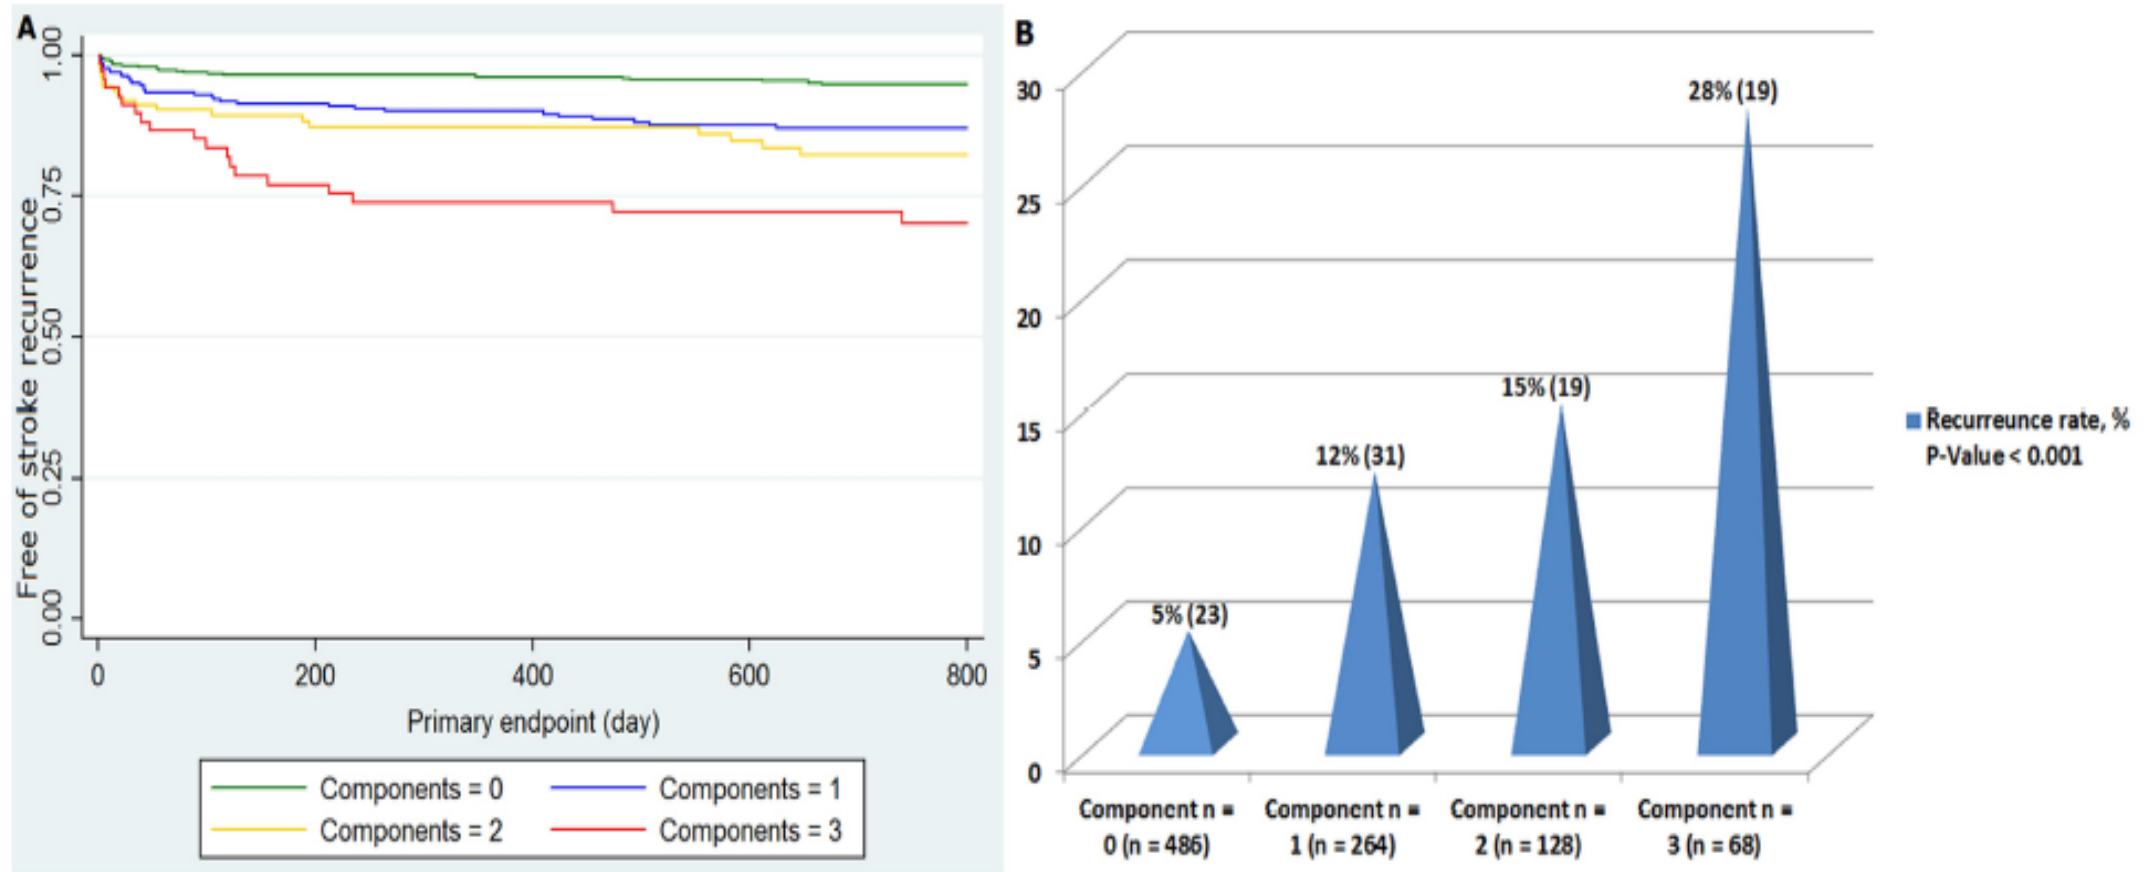 A
Free of stroke recurrence
1.00
0.75
0.50
0.25
0.00
0 200 400 600 800
Primary endpoint (day)
Components = 0 Components = 1
Components = 2 Components = 3
B
30
25
20
15
10
5
0
5% (23)
12% (31)
15% (19)
28% (19)
Component n = Component n = Component n = Component n =
0 (n = 486) 1 (n = 264) 2 (n = 128) 3 (n = 68)
Recurreunce rate, %
P-Value < 0.001